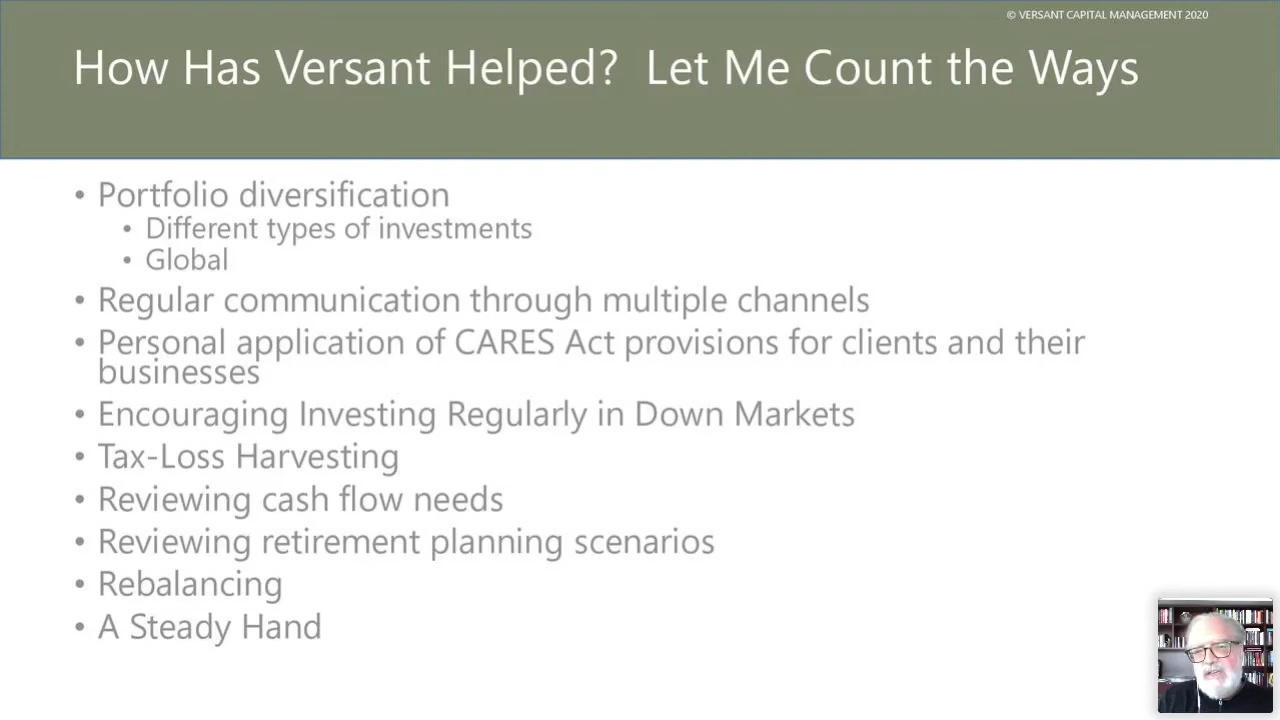 © VERSANT CAPITAL MANAGEMENT 2020
How Has Versant Helped? Let Me Count the Ways
• Portfolio diversification
• Different types of investments
• Global
• Regular communication through multiple channels
• Personal application of CARES Act provisions for clients and their
businesses
• Encouraging Investing Regularly in Down Markets
• Tax-Loss Harvesting
• Reviewing cash flow needs
• Reviewing retirement planning scenarios
• Rebalancing
• A Steady Hand